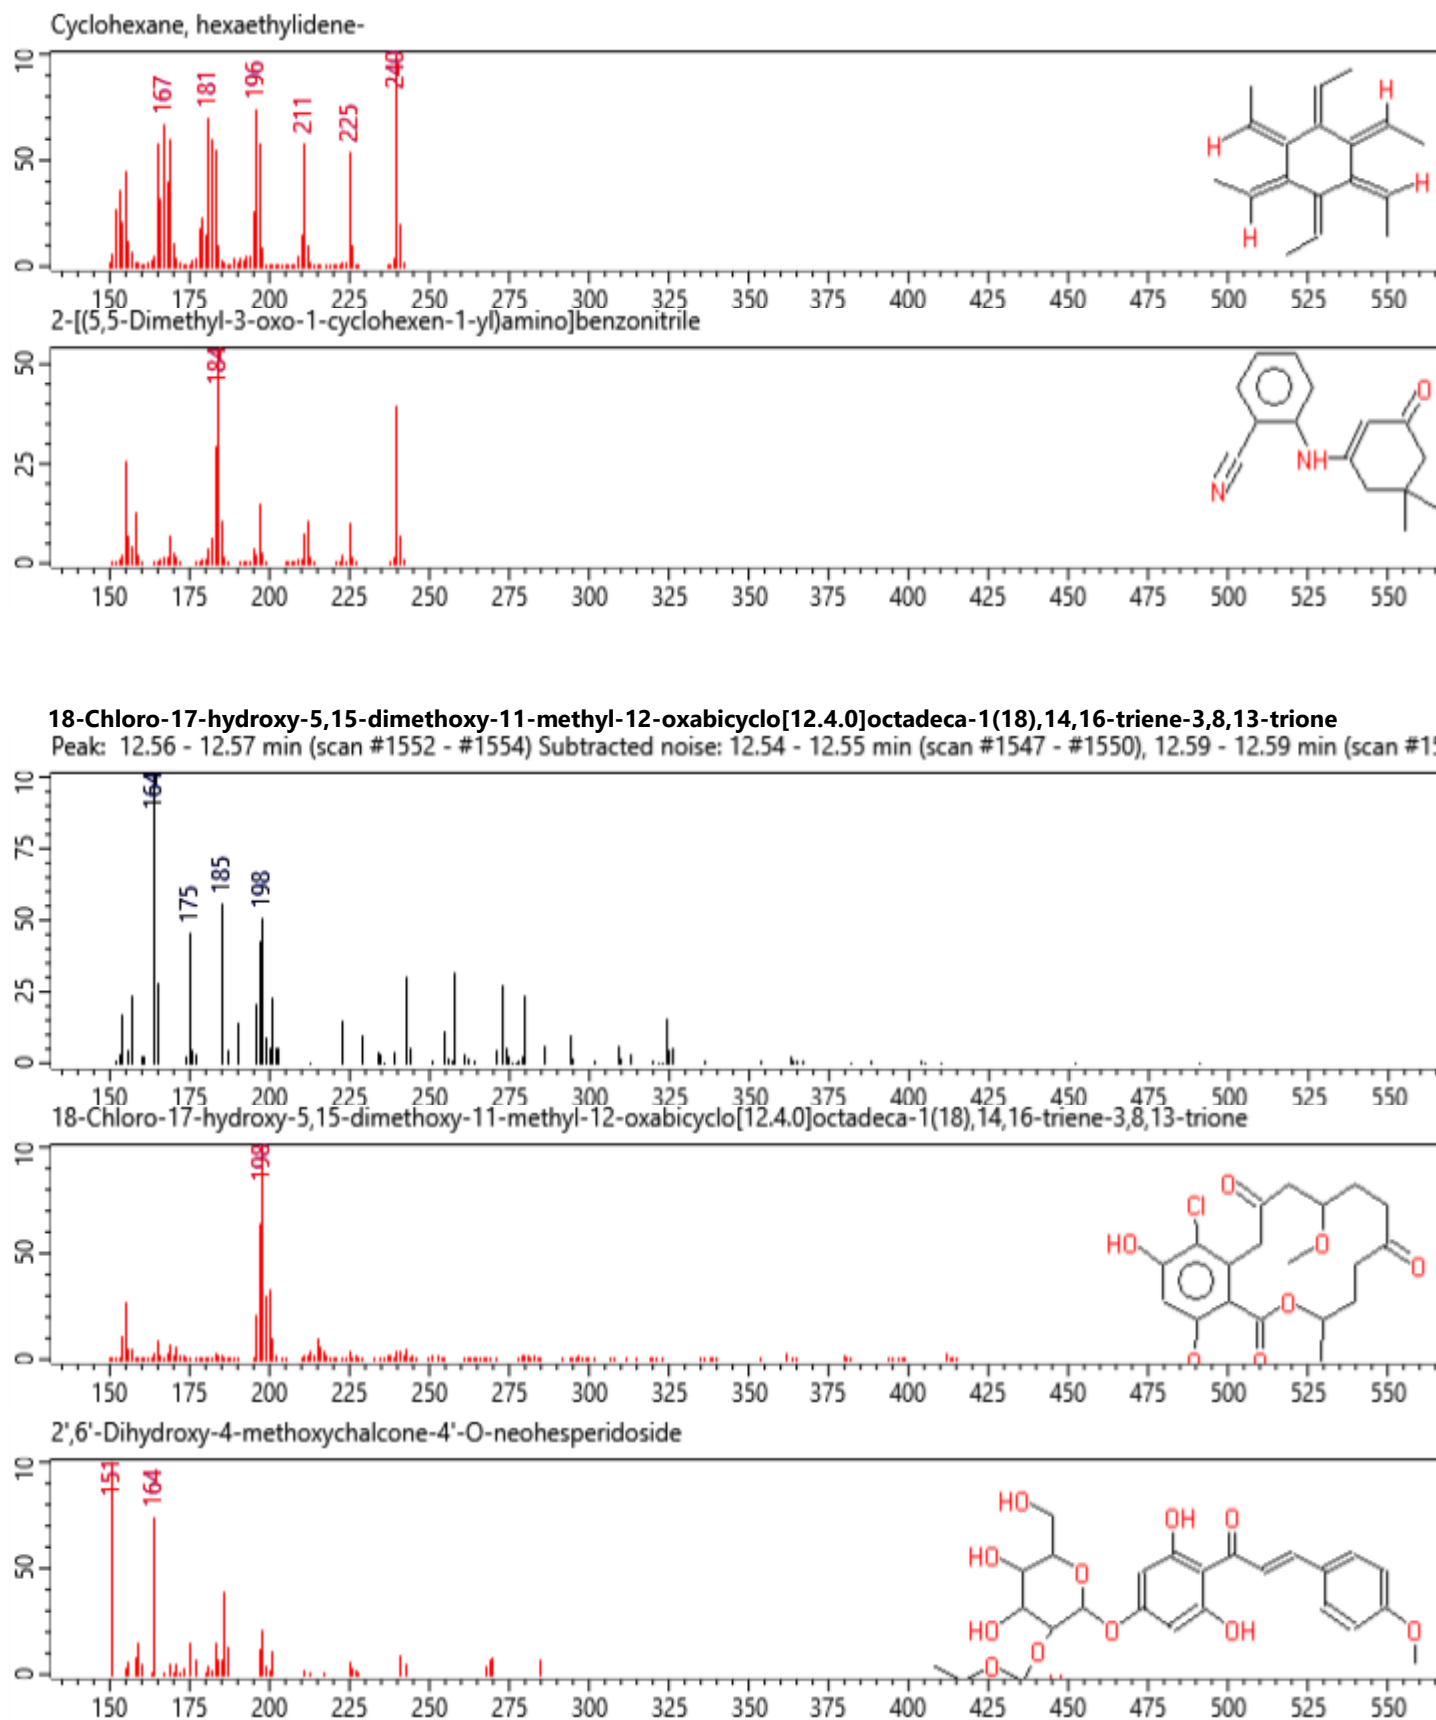 Cyclohexane, hexaethylidene-
10
50
0
167
181
196
211
225
240
H
H
H
H
150 175 200 225 250 275 300 325 350 375 400 425 450 475 500 525 550
2-[(5,5-Dimethyl-3-oxo-1-cyclohexen-1-yl)amino]benzonitrile
50
25
0
184
O
NH
N
150 175 200 225 250 275 300 325 350 375 400 425 450 475 500 525 550
18-Chloro-17-hydroxy-5,15-dimethoxy-11-methyl-12-oxabicyclo[12.4.0]octadeca-1(18),14,16-triene-3,8,13-trione
Peak: 12.56 - 12.57 min (scan #1552 - #1554) Subtracted noise: 12.54 - 12.55 min (scan #1547 - #1550), 12.59 - 12.59 min (scan #15
10
75
50
25
0
164
175
185
198
150 175 200 225 250 275 300 325 350 375 400 425 450 475 500 525 550
18-Chloro-17-hydroxy-5,15-dimethoxy-11-methyl-12-oxabicyclo[12.4.0]octadeca-1(18),14,16-triene-3,8,13-trione
10
50
0
198
O
Cl
HO
O
O
O
O
O
150 175 200 225 250 275 300 325 350 375 400 425 450 475 500 525 550
2',6'-Dihydroxy-4-methoxychalcone-4'-O-neohesperidoside
10
50
0
151
164
HO
OH
O
HO
O
HO
O
OH
O
O
O
150 175 200 225 250 275 300 325 350 375 400 425 450 475 500 525 550